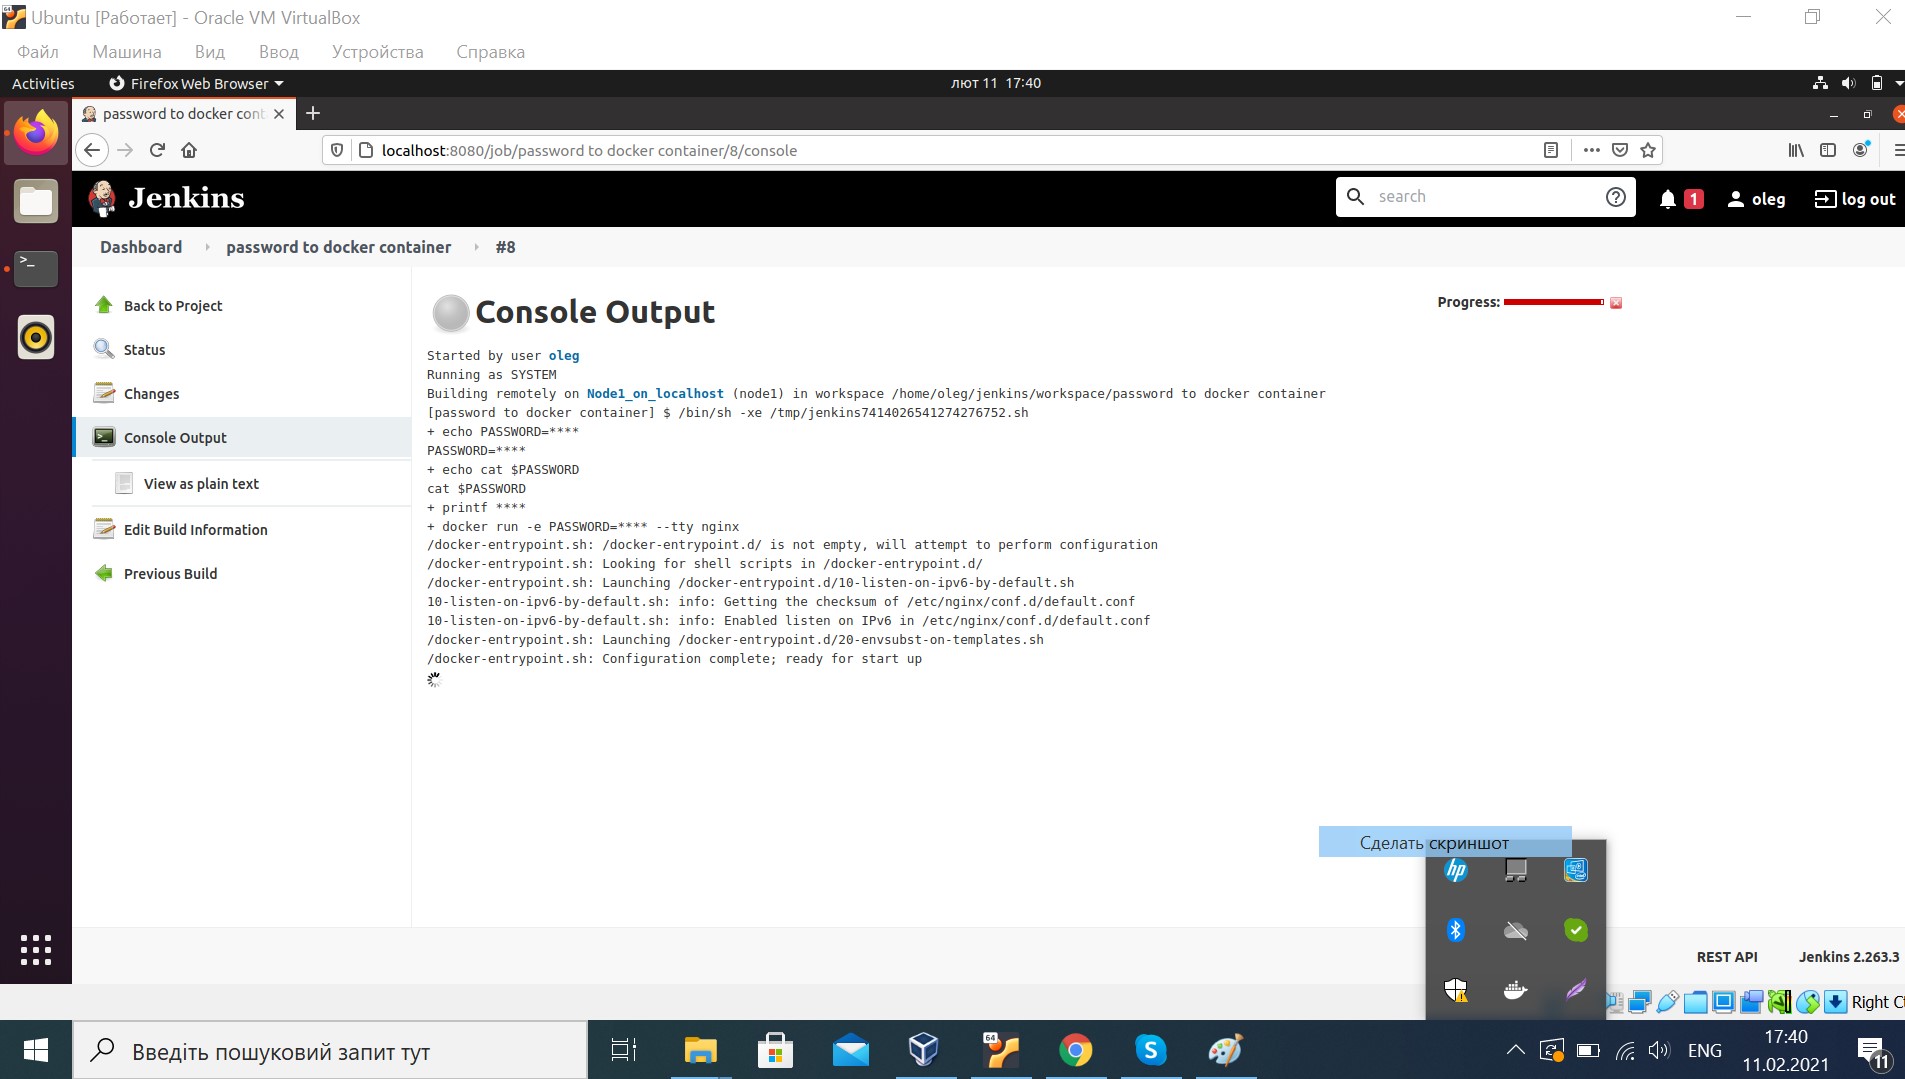 Ubuntu [Работает] - Oracle VM VirtualBox
Файл Машина Вид Ввод Устройства Справка
Activities Firefox Web Browser лют 11 17:40
password to docker cont
localhost:8080/job/password to docker container/8/console
Jenkins search 1 oleg log out
Dashboard password to docker container #8
Back to Project
Status
Changes
Console Output
View as plain text
Edit Build Information
Previous Build
Console Output
Progress:
Started by user oleg
Running as SYSTEM
Building remotely on Node1_on_localhost (node1) in workspace /home/oleg/jenkins/workspace/password to docker container
[password to docker container] $ /bin/sh -xe /tmp/jenkins7414026541274276752.sh
+ echo PASSWORD=****
PASSWORD=****
+ echo cat $PASSWORD
cat $PASSWORD
+ printf ****
+ docker run -e PASSWORD=**** --tty nginx
/docker-entrypoint.sh: /docker-entrypoint.d/ is not empty, will attempt to perform configuration
/docker-entrypoint.sh: Looking for shell scripts in /docker-entrypoint.d/
/docker-entrypoint.sh: Launching /docker-entrypoint.d/10-listen-on-ipv6-by-default.sh
10-listen-on-ipv6-by-default.sh: info: Getting the checksum of /etc/nginx/conf.d/default.conf
10-listen-on-ipv6-by-default.sh: info: Enabled listen on IPv6 in /etc/nginx/conf.d/default.conf
/docker-entrypoint.sh: Launching /docker-entrypoint.d/20-envsubst-on-templates.sh
/docker-entrypoint.sh: Configuration complete; ready for start up
Сделать скриншот
hp
REST API Jenkins 2.263.3
Right Ct
Введіть пошуковий запит тут
64
ENG
17:40
11.02.2021
11